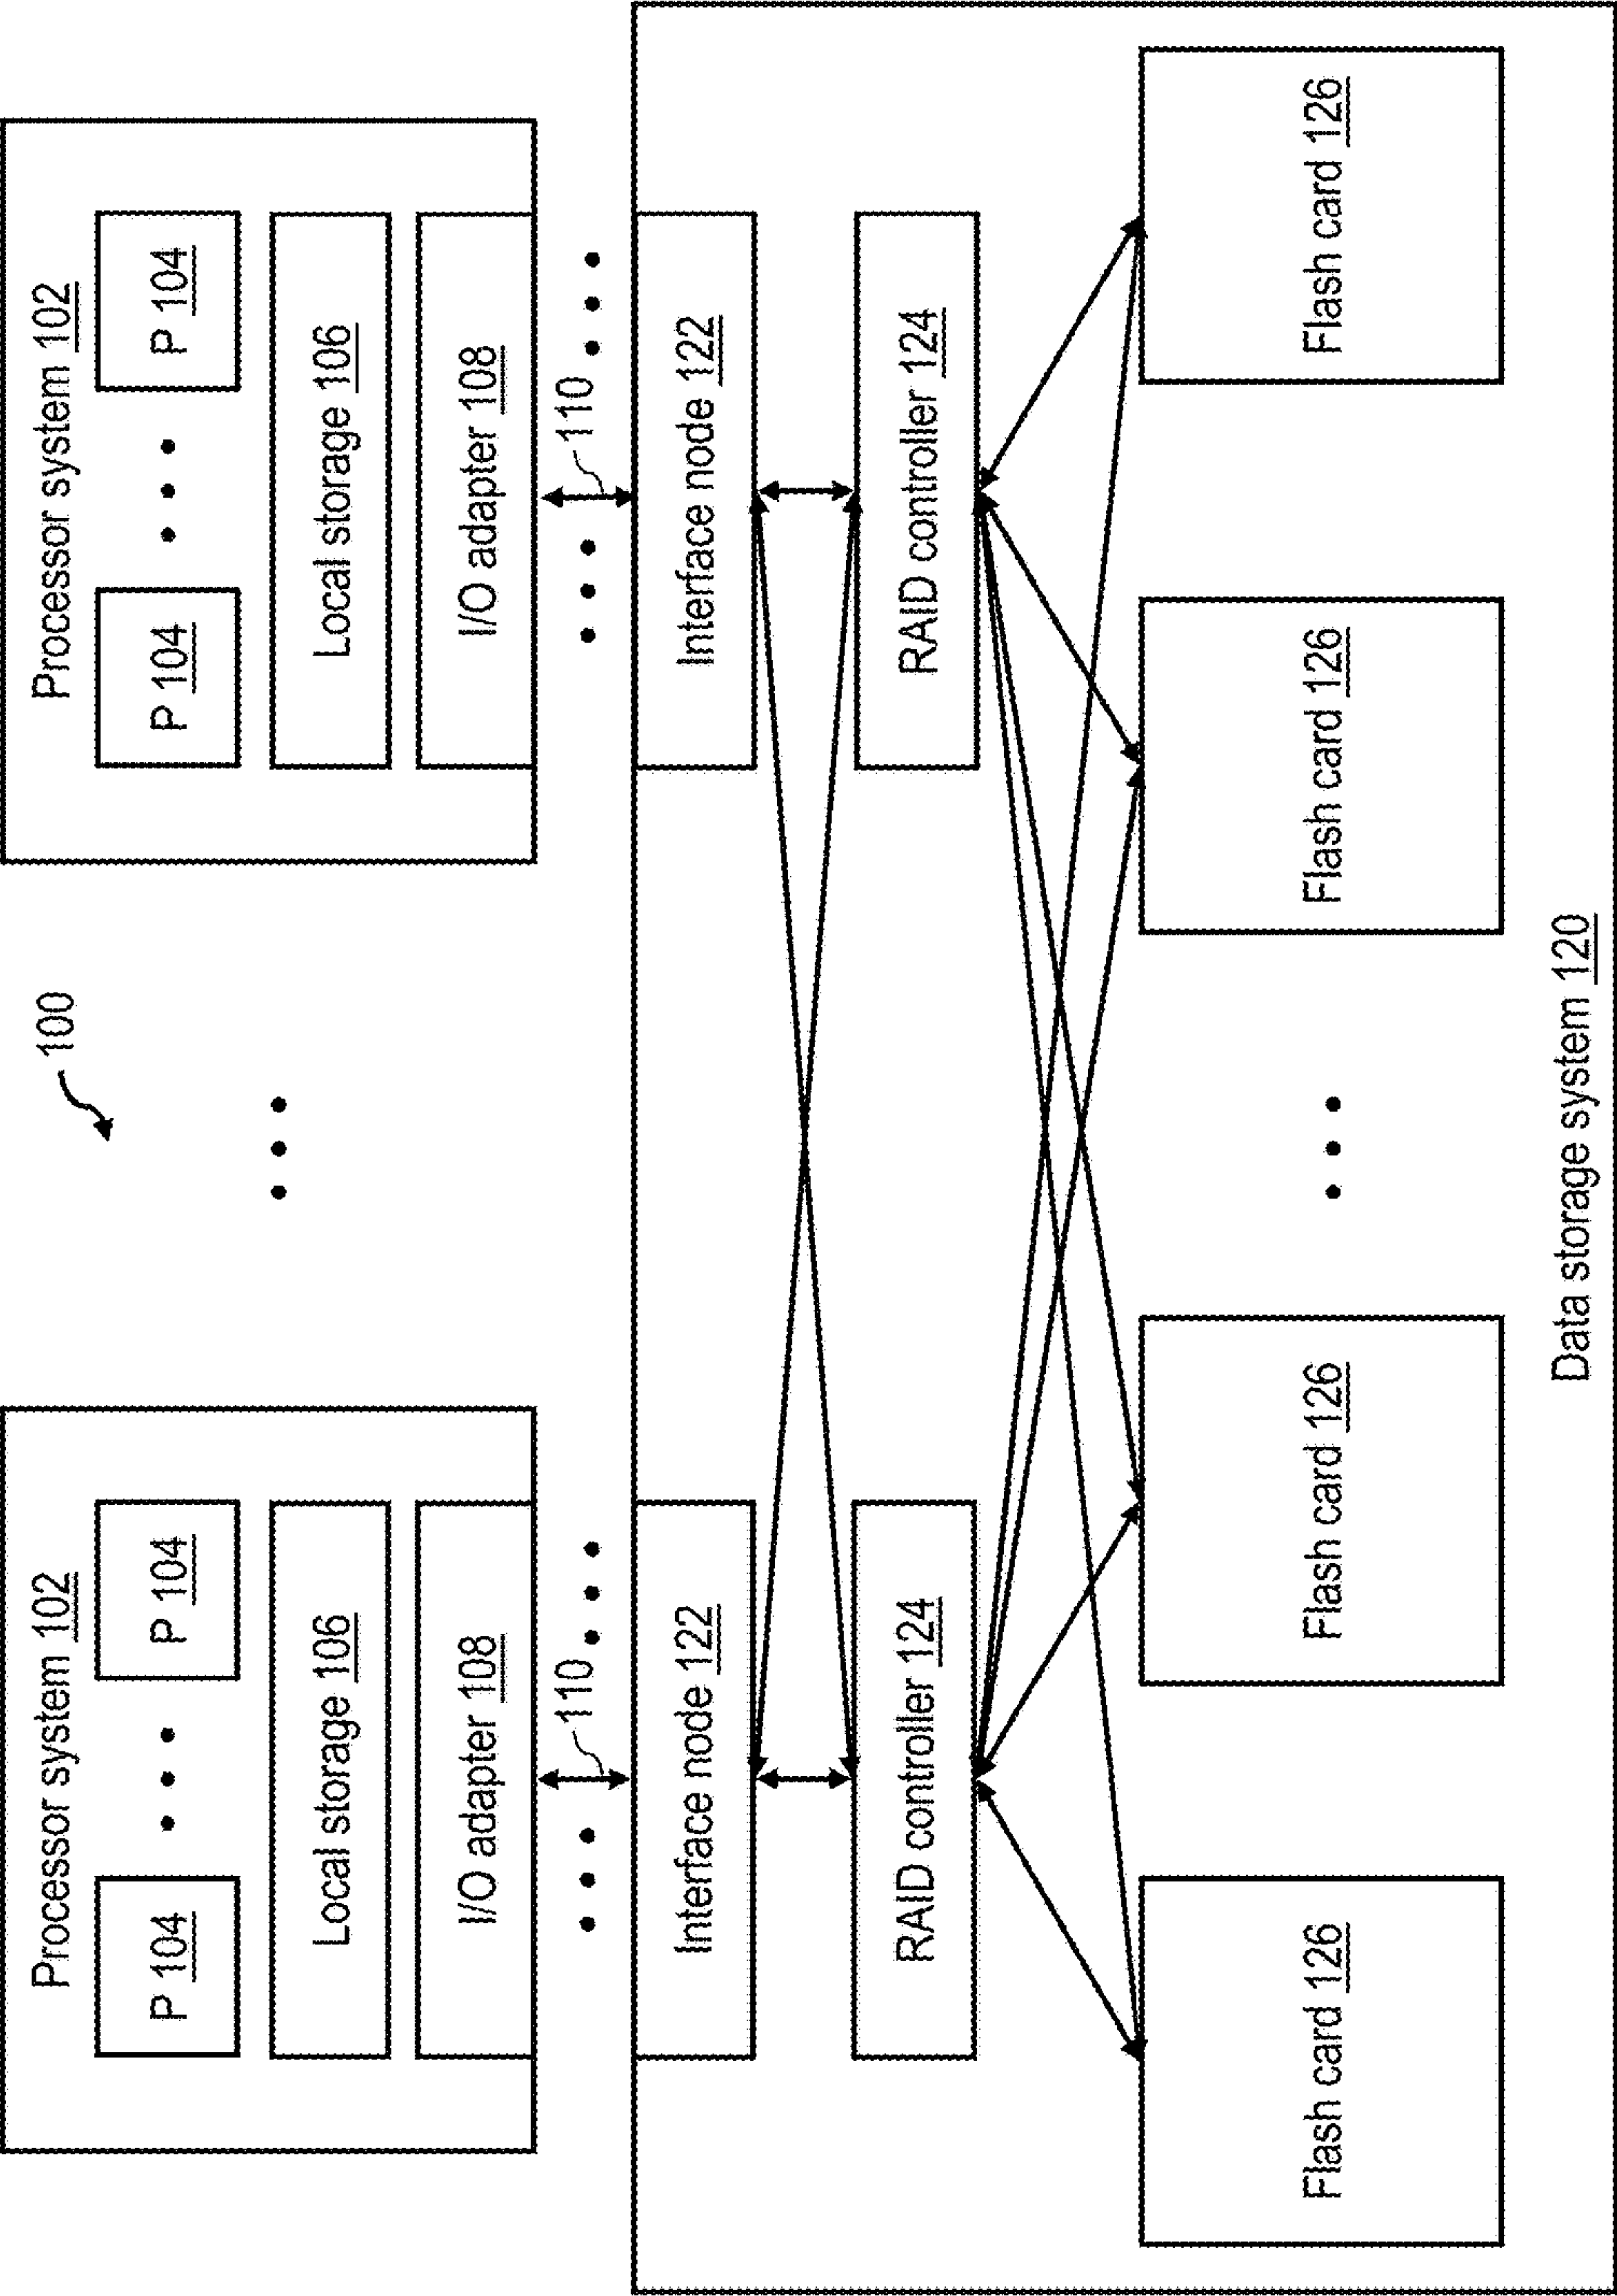 100
Processor system 102
Processor system 102
P 104
P 104
P 104
P 104
Local storage 106
Local storage 106
I/O adapter 108
I/O adapter 108
110
110
Interface node 122
Interface node 122
RAID controller 124
RAID controller 124
Flash card 126
Flash card 126
Flash card 126
Flash card 126
Data storage system 120